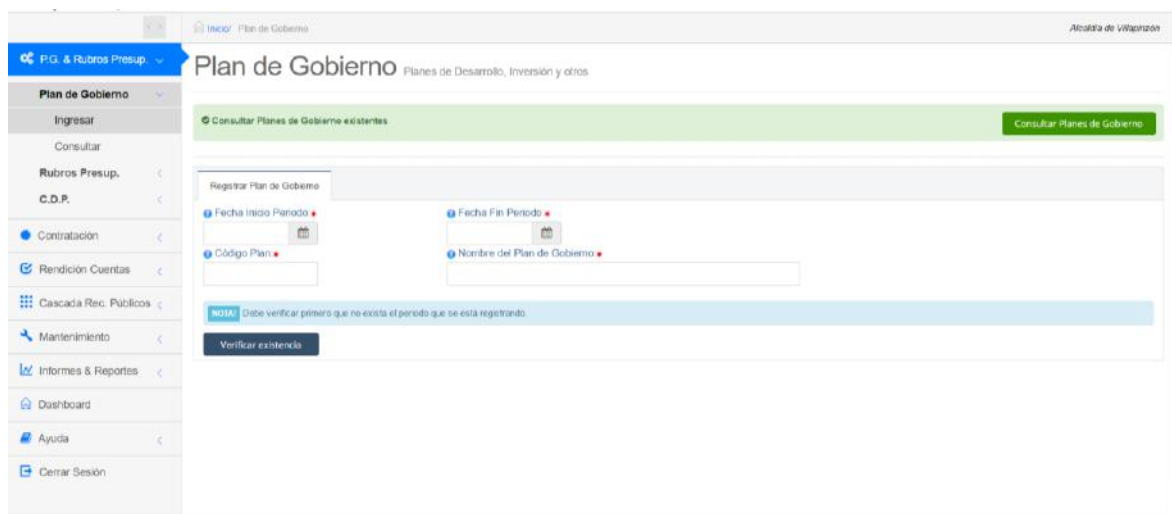 Inicio/ Plan de Gobierno
Alcaldía de Villapinzón
P.G. & Rubros Presup.
Plan de Gobierno Planes de Desarrollo, Inversión y otros
Plan de Gobierno
Ingresar
Consultar
Rubros Presup.
C.D.P.
Contratación
Rendición Cuentas
Cascada Rec. Públicos
Mantenimiento
Informes & Reportes
Dashboard
Ayuda
Cerrar Sesión
Consultar Planes de Gobierno existentes
Consultar Planes de Gobierno
Registrar Plan de Gobierno
Fecha Inicio Periodo
Fecha Fin Periodo
Código Plan
Nombre del Plan de Gobierno
NOTA! Debe verificar primero que no exista el periodo que se está registrando.
Verificar existencia